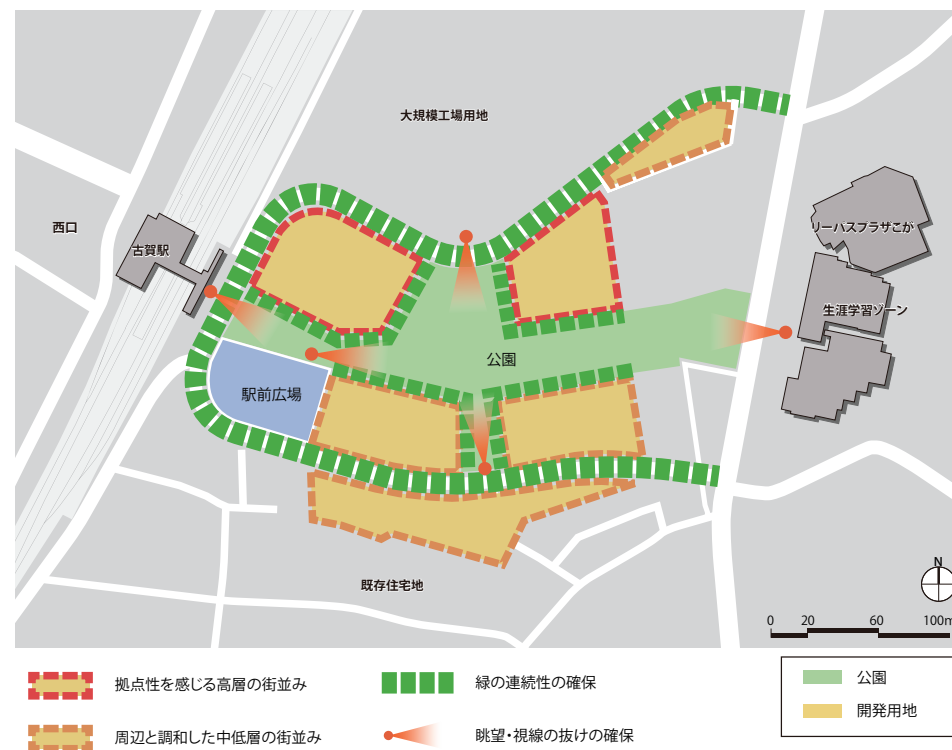 大規模工場用地
西口
古賀駅
リーパスプラザこが
生涯学習ゾーン
公園
駅前広場
既存住宅地
N
0 20 60 100m
拠点性を感じる高層の街並み
緑の連続性の確保
公園
開発用地
周辺と調和した中低層の街並み
眺望・視線の抜けの確保